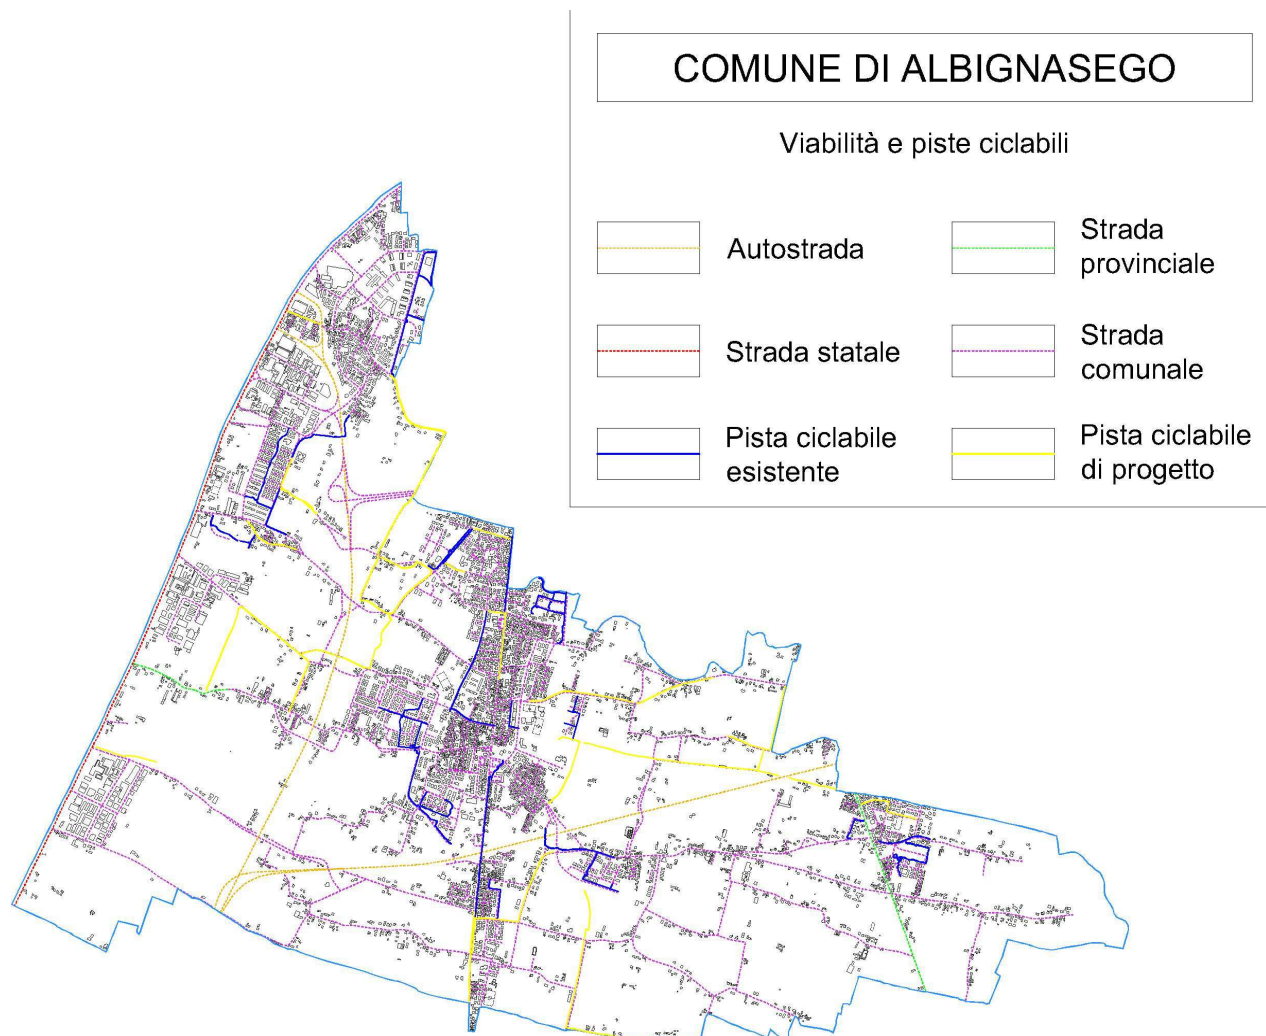 COMUNE DI ALBIGNASEGO
Viabilità e piste ciclabili
Autostrada
Strada
provinciale
Strada statale
Strada
comunale
Pista ciclabile
esistente
Pista ciclabile
di progetto